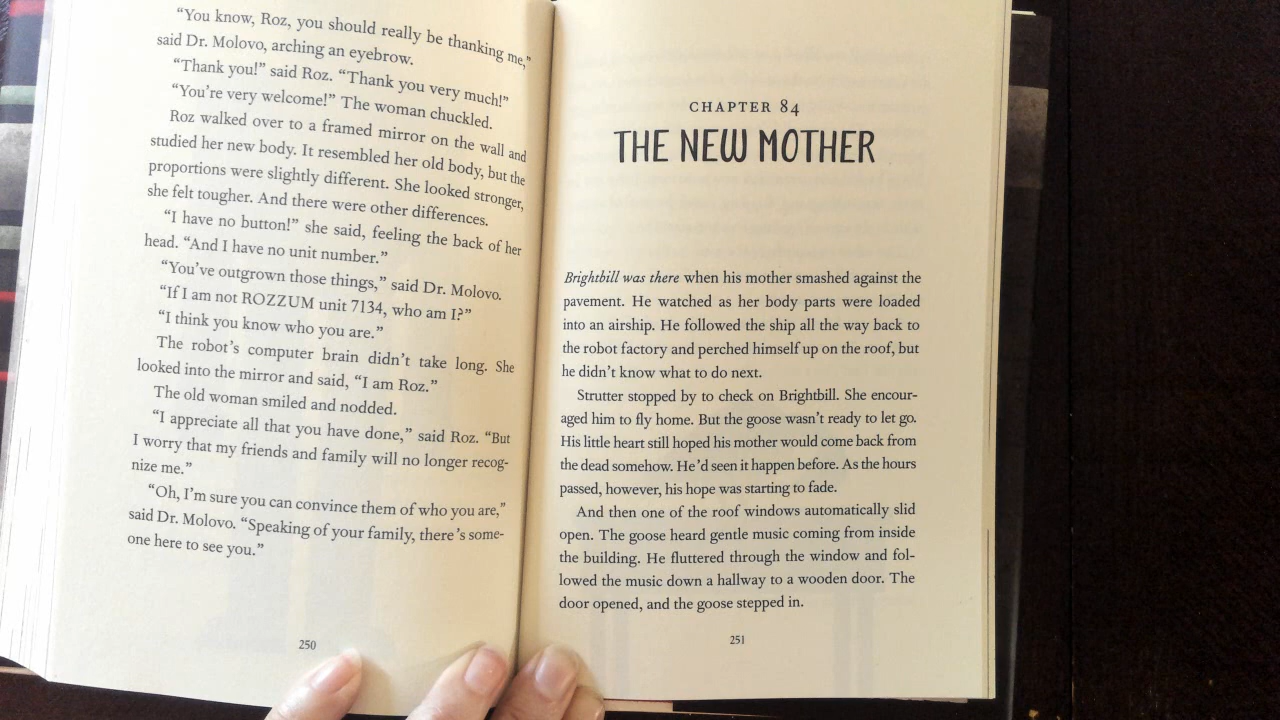 “You know, Roz, you should really be thanking me,”
said Dr. Molovo, arching an eyebrow.
“Thank you!” said Roz. “Thank you very much!”
“You’re very welcome!” The woman chuckled.
Roz walked over to a framed mirror on the wall and
studied her new body. It resembled her old body, but the
proportions were slightly different. She looked stronger,
she felt tougher. And there were other differences.
“I have no button!” she said, feeling the back of her
head. “And I have no unit number.”
“You’ve outgrown those things,” said Dr. Molovo.
“If I am not ROZZUM unit 7134, who am I?”
“I think you know who you are.”
The robot’s computer brain didn’t take long. She
looked into the mirror and said, “I am Roz.”
The old woman smiled and nodded.
“I appreciate all that you have done,” said Roz. “But
I worry that my friends and family will no longer recog-
nize me.”
“Oh, I’m sure you can convince them of who you are,”
said Dr. Molovo. “Speaking of your family, there’s some-
one here to see you.”
250
CHAPTER 84
THE NEW MOTHER
Brightbill was there when his mother smashed against the
pavement. He watched as her body parts were loaded
into an airship. He followed the ship all the way back to
the robot factory and perched himself up on the roof, but
he didn’t know what to do next.
Strutter stopped by to check on Brightbill. She encour-
aged him to fly home. But the goose wasn’t ready to let go.
His little heart still hoped his mother would come back from
the dead somehow. He’d seen it happen before. As the hours
passed, however, his hope was starting to fade.
And then one of the roof windows automatically slid
open. The goose heard gentle music coming from inside
the building. He fluttered through the window and fol-
lowed the music down a hallway to a wooden door. The
door opened, and the goose stepped in.
251